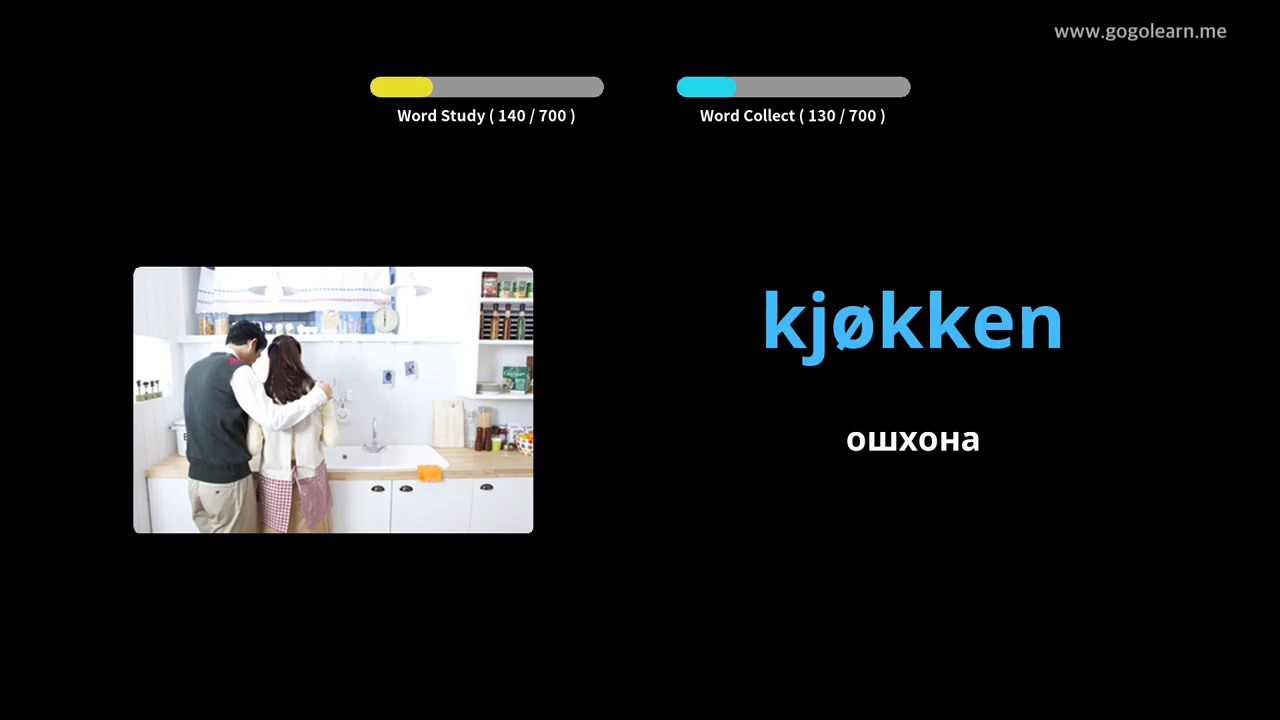 www.gogolearn.me
Word Study ( 140 / 700 )
Word Collect ( 130 / 700 )
kjøkken
ошхона